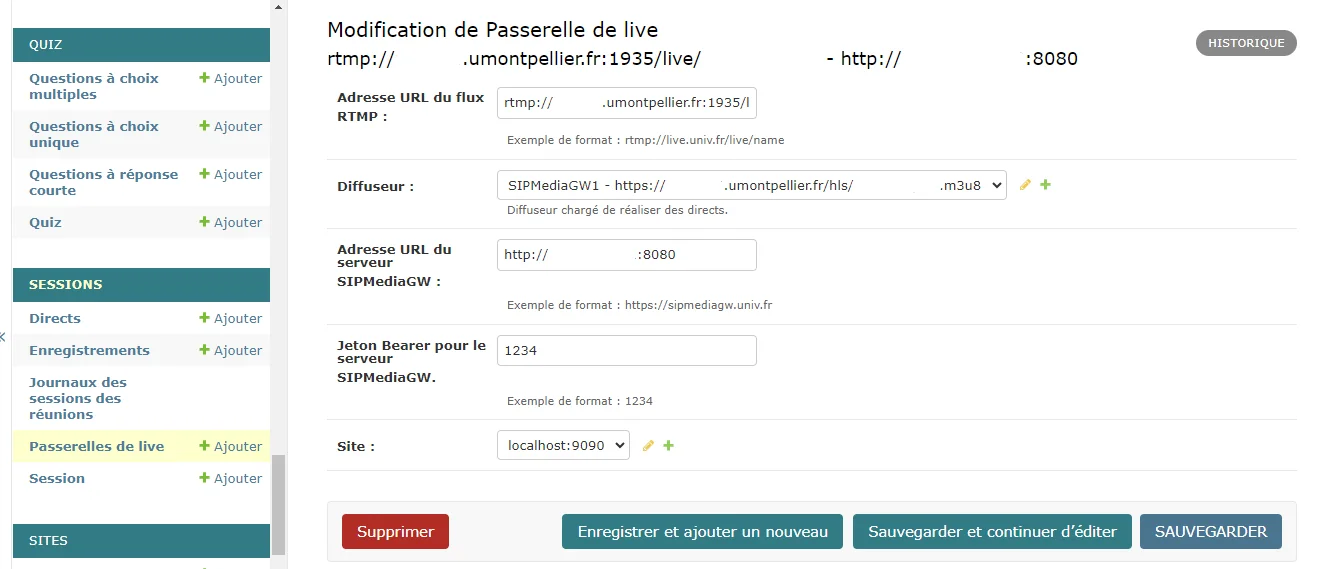 QUIZ
Questions à choix multiples
Ajouter
Questions à choix unique
Ajouter
Questions à réponse courte
Ajouter
Quiz
Ajouter
SESSIONS
Directs
Ajouter
Enregistrements
Ajouter
Journaux des sessions des réunions
Passerelles de live
Ajouter
Session
Ajouter
SITES
Modification de Passerelle de live
HISTORIQUE
rtmp:// .umontpellier.fr:1935/live/ - http:// :8080
Adresse URL du flux RTMP :
rtmp:// .umontpellier.fr:1935/l
Exemple de format : rtmp://live.univ.fr/live/name
Diffuseur :
SIPMediaGW1 - https:// .umontpellier.fr/hls/ .m3u8
Diffuseur chargé de réaliser des directs.
Adresse URL du serveur SIPMediaGW :
http:// :8080
Exemple de format : https://sipmediagw.univ.fr
Jeton Bearer pour le serveur SIPMediaGW.
1234
Exemple de format : 1234
Site :
localhost:9090
Supprimer
Enregistrer et ajouter un nouveau
Sauvegarder et continuer d’éditer
SAUVEGARDER